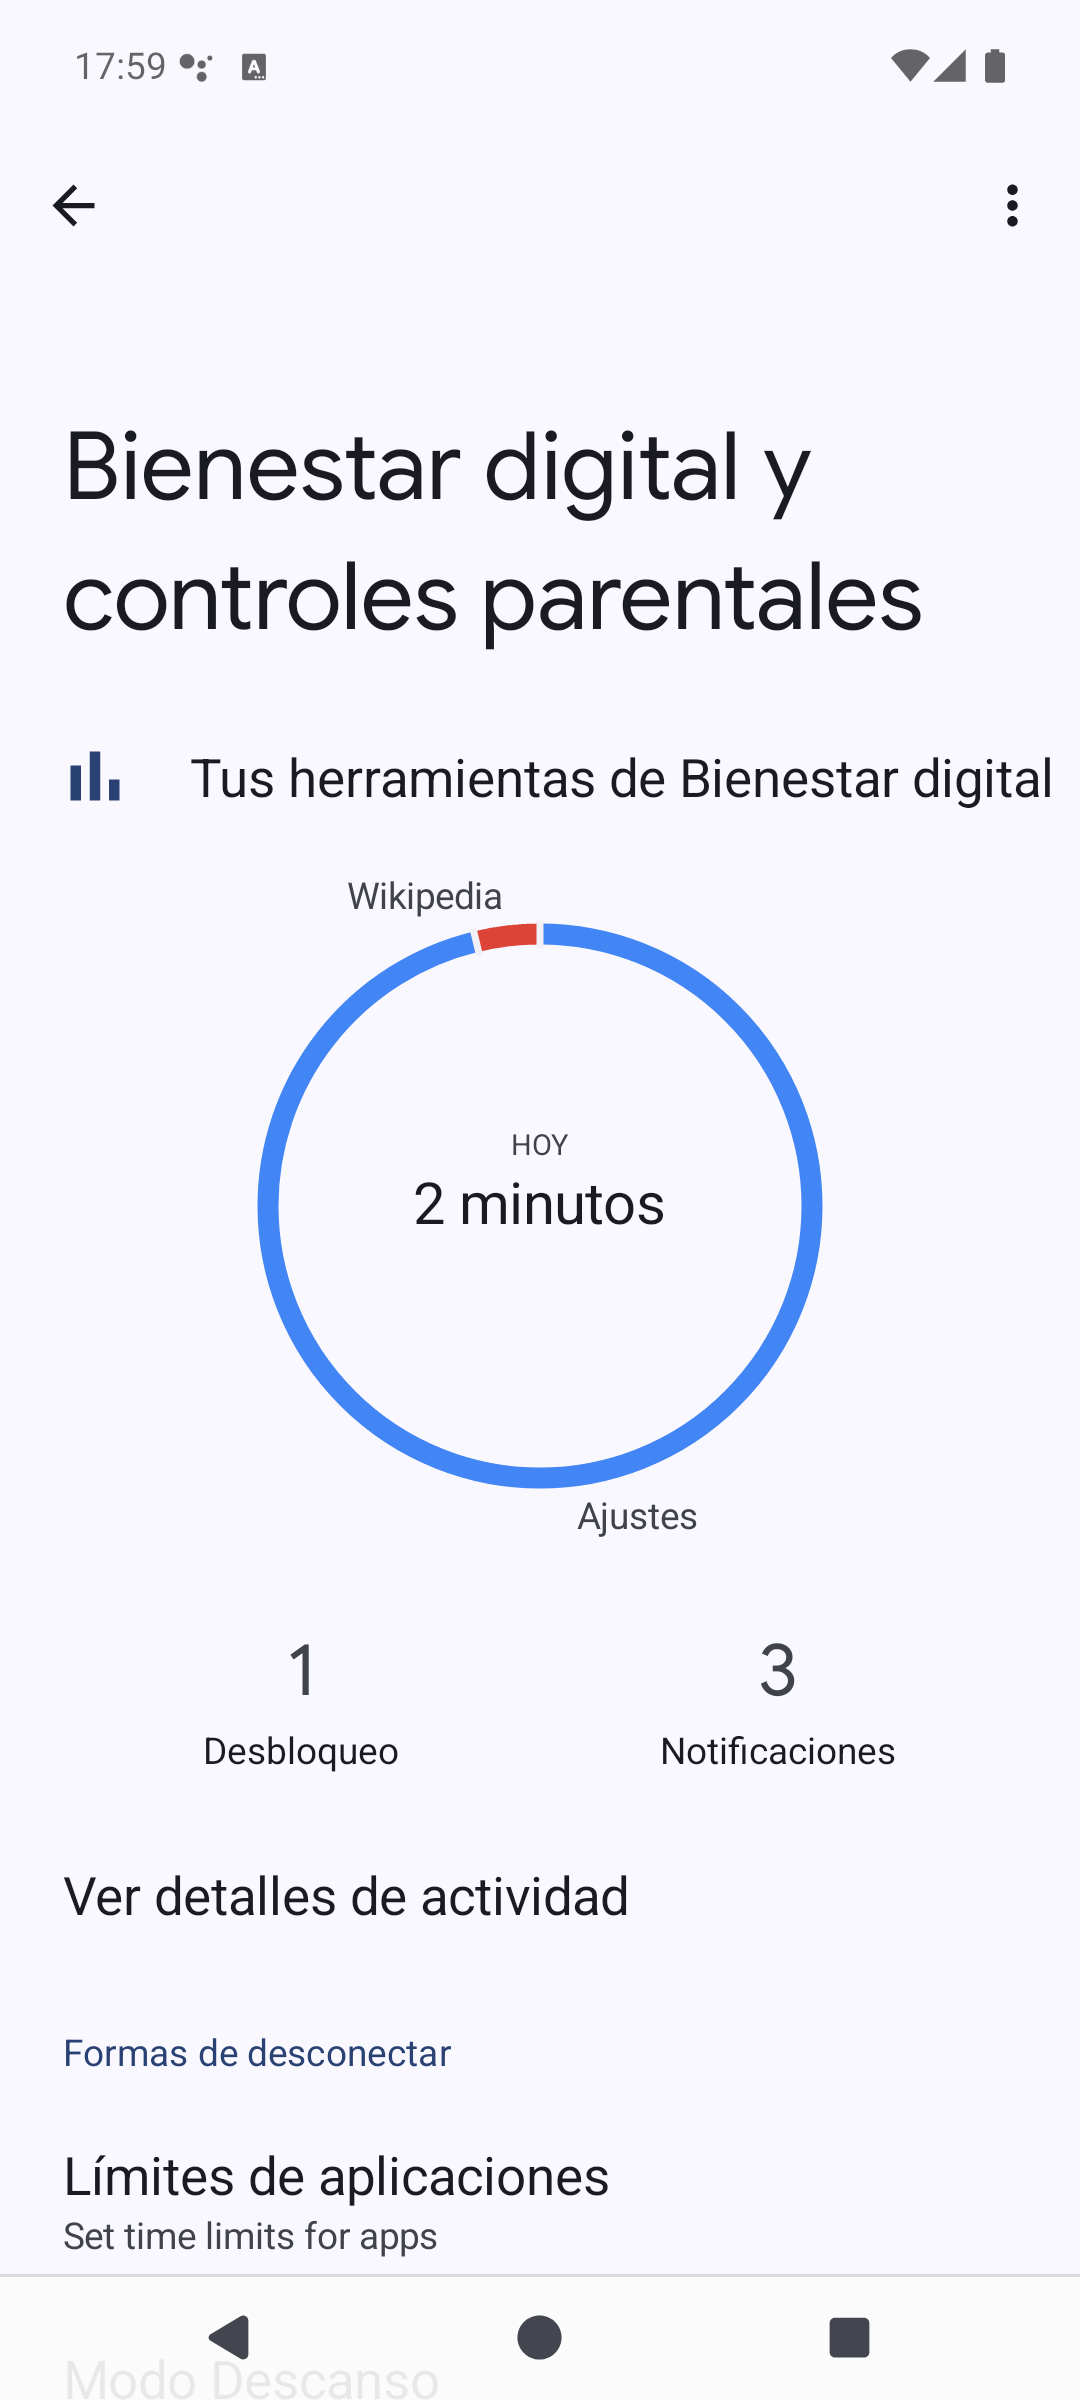 17:59
Bienestar digital y
controles parentales
Tus herramientas de Bienestar digital
Wikipedia
HOY
2 minutos
Ajustes
1
3
Desbloqueo
Notificaciones
Ver detalles de actividad
Formas de desconectar
Límites de aplicaciones
Set time limits for apps
Modo Descanso